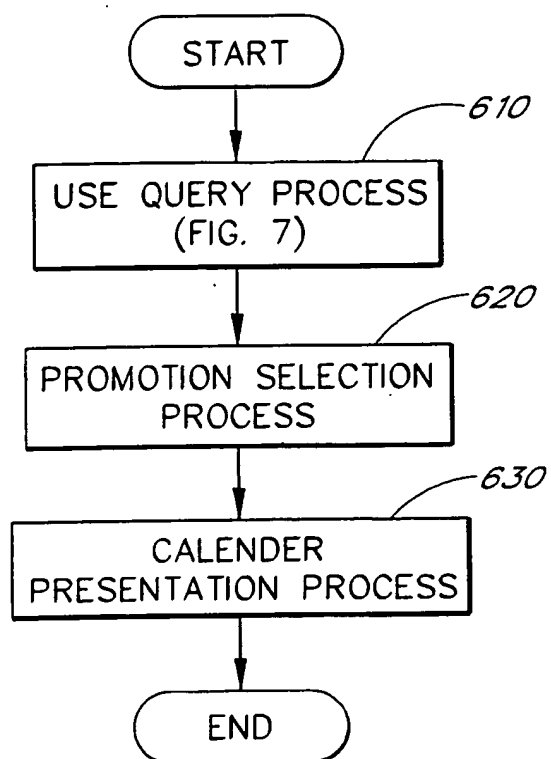 START
610
USE QUERY PROCESS
(FIG. 7)
620
PROMOTION SELECTION
PROCESS
630
CALENDER
PRESENTATION PROCESS
END